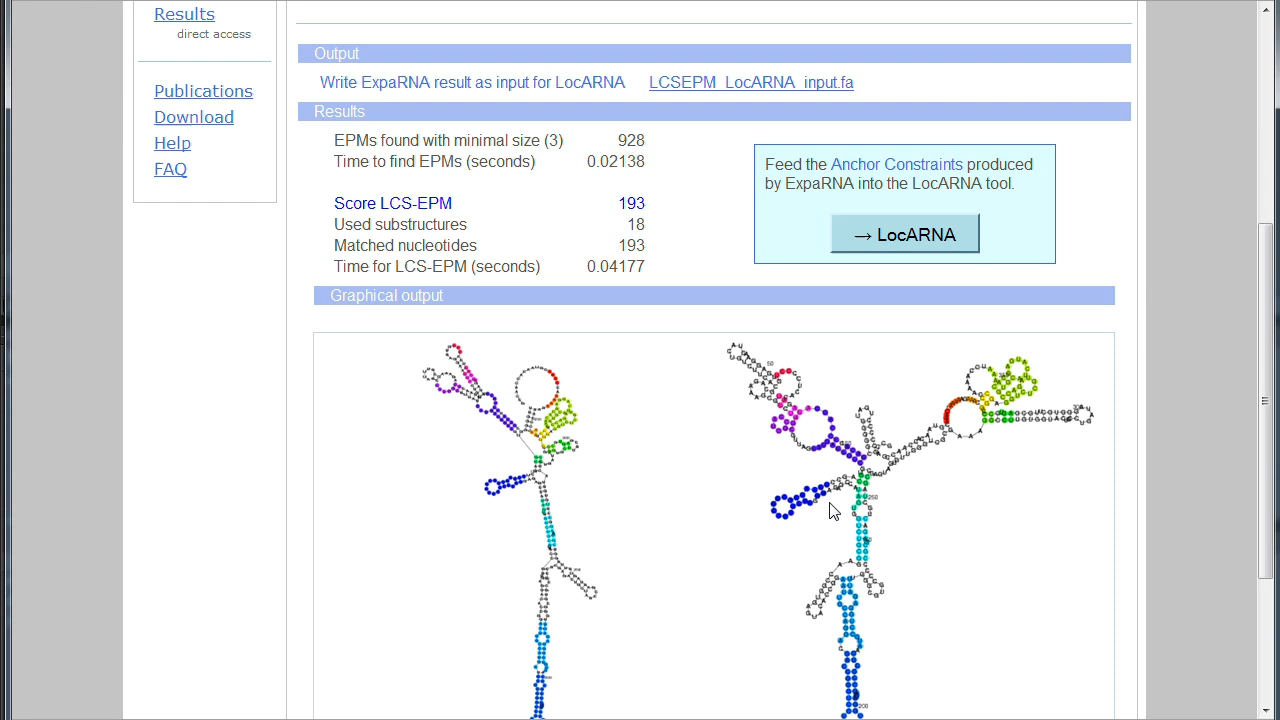 Results
direct access
Publications
Download
Help
FAQ
Output
Write ExpaRNA result as input for LocARNA LCSEPM_LocARNA_input.fa
Results
EPMs found with minimal size (3) 928
Time to find EPMs (seconds) 0.02138
Score LCS-EPM 193
Used substructures 18
Matched nucleotides 193
Time for LCS-EPM (seconds) 0.04177
Feed the Anchor Constraints produced
by ExpaRNA into the LocARNA tool.
→ LocARNA
Graphical output